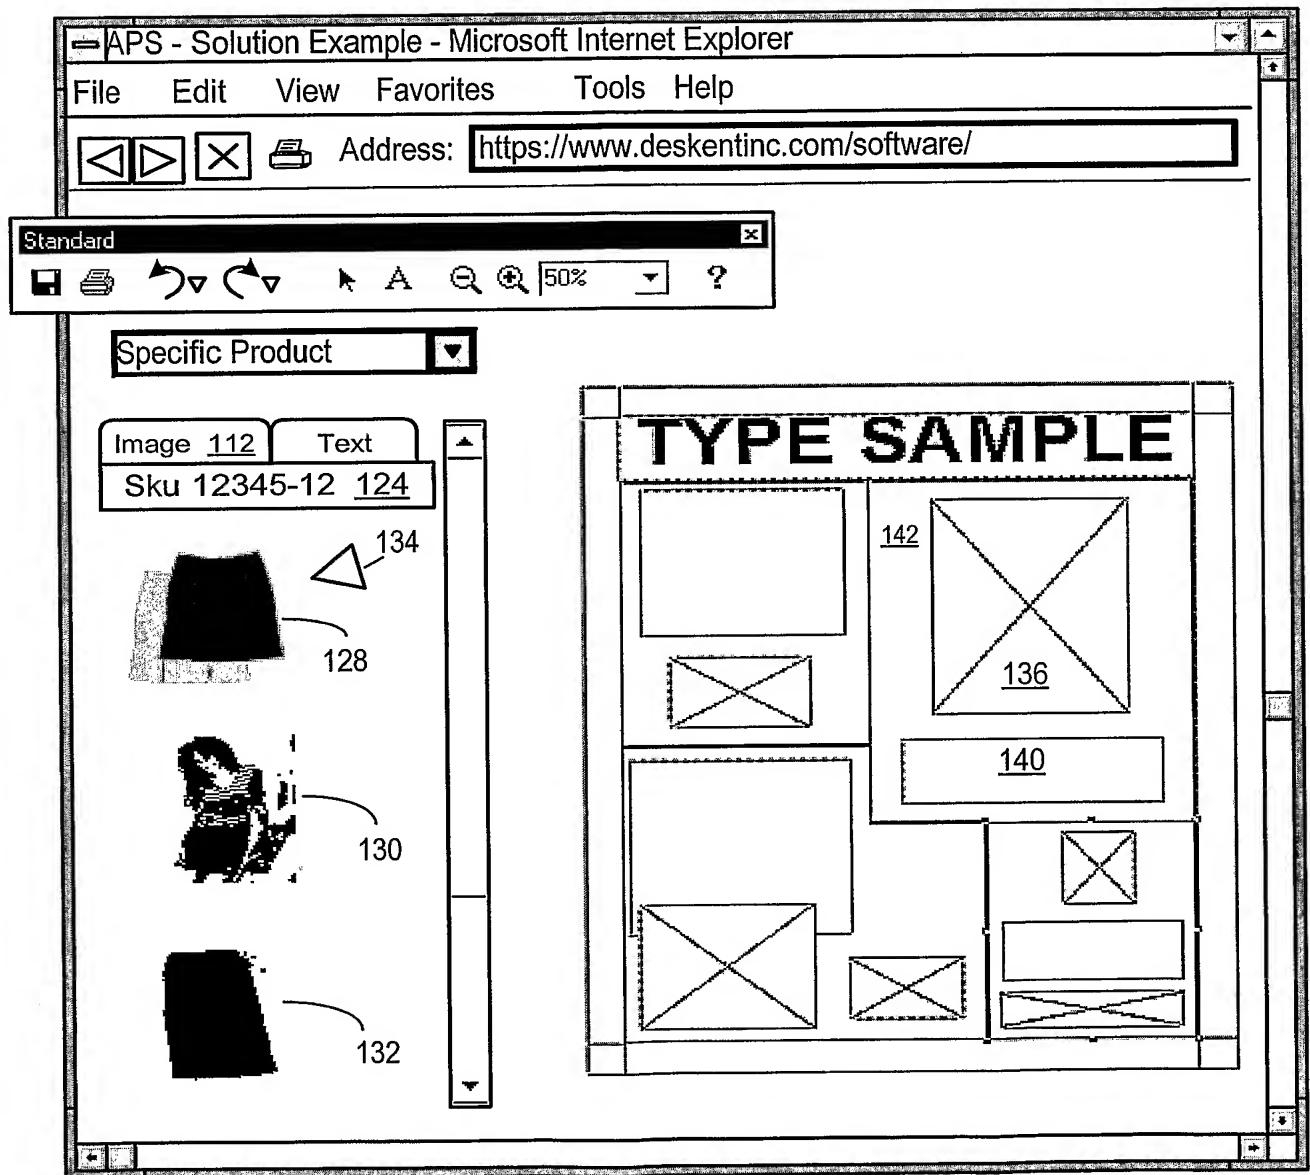 APS - Solution Example - Microsoft Internet Explorer
File Edit View Favorites Tools Help
Address: https://www.deskentinc.com/software/
Standard
A 50% ?
Specific Product
Image 112 Text
Sku 12345-12 124
134
128
130
132
TYPE SAMPLE
142
136
140